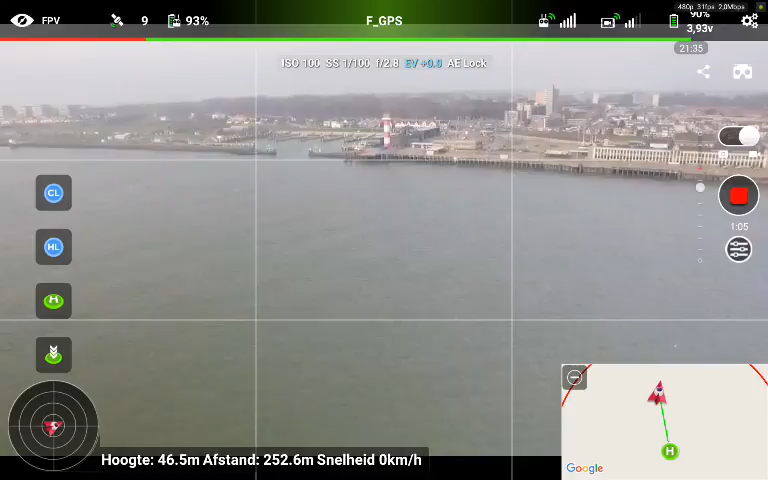 480p 31fps 2,0Mbps
FPV
9
93%
F_GPS
90%
3,93v
21:35
ISO 100 SS 1/100 f/2.8 EV +0.0 AE Lock
CL
1:05
HL
H
H
Google
Hoogte: 46.5m Afstand: 252.6m Snelheid 0km/h